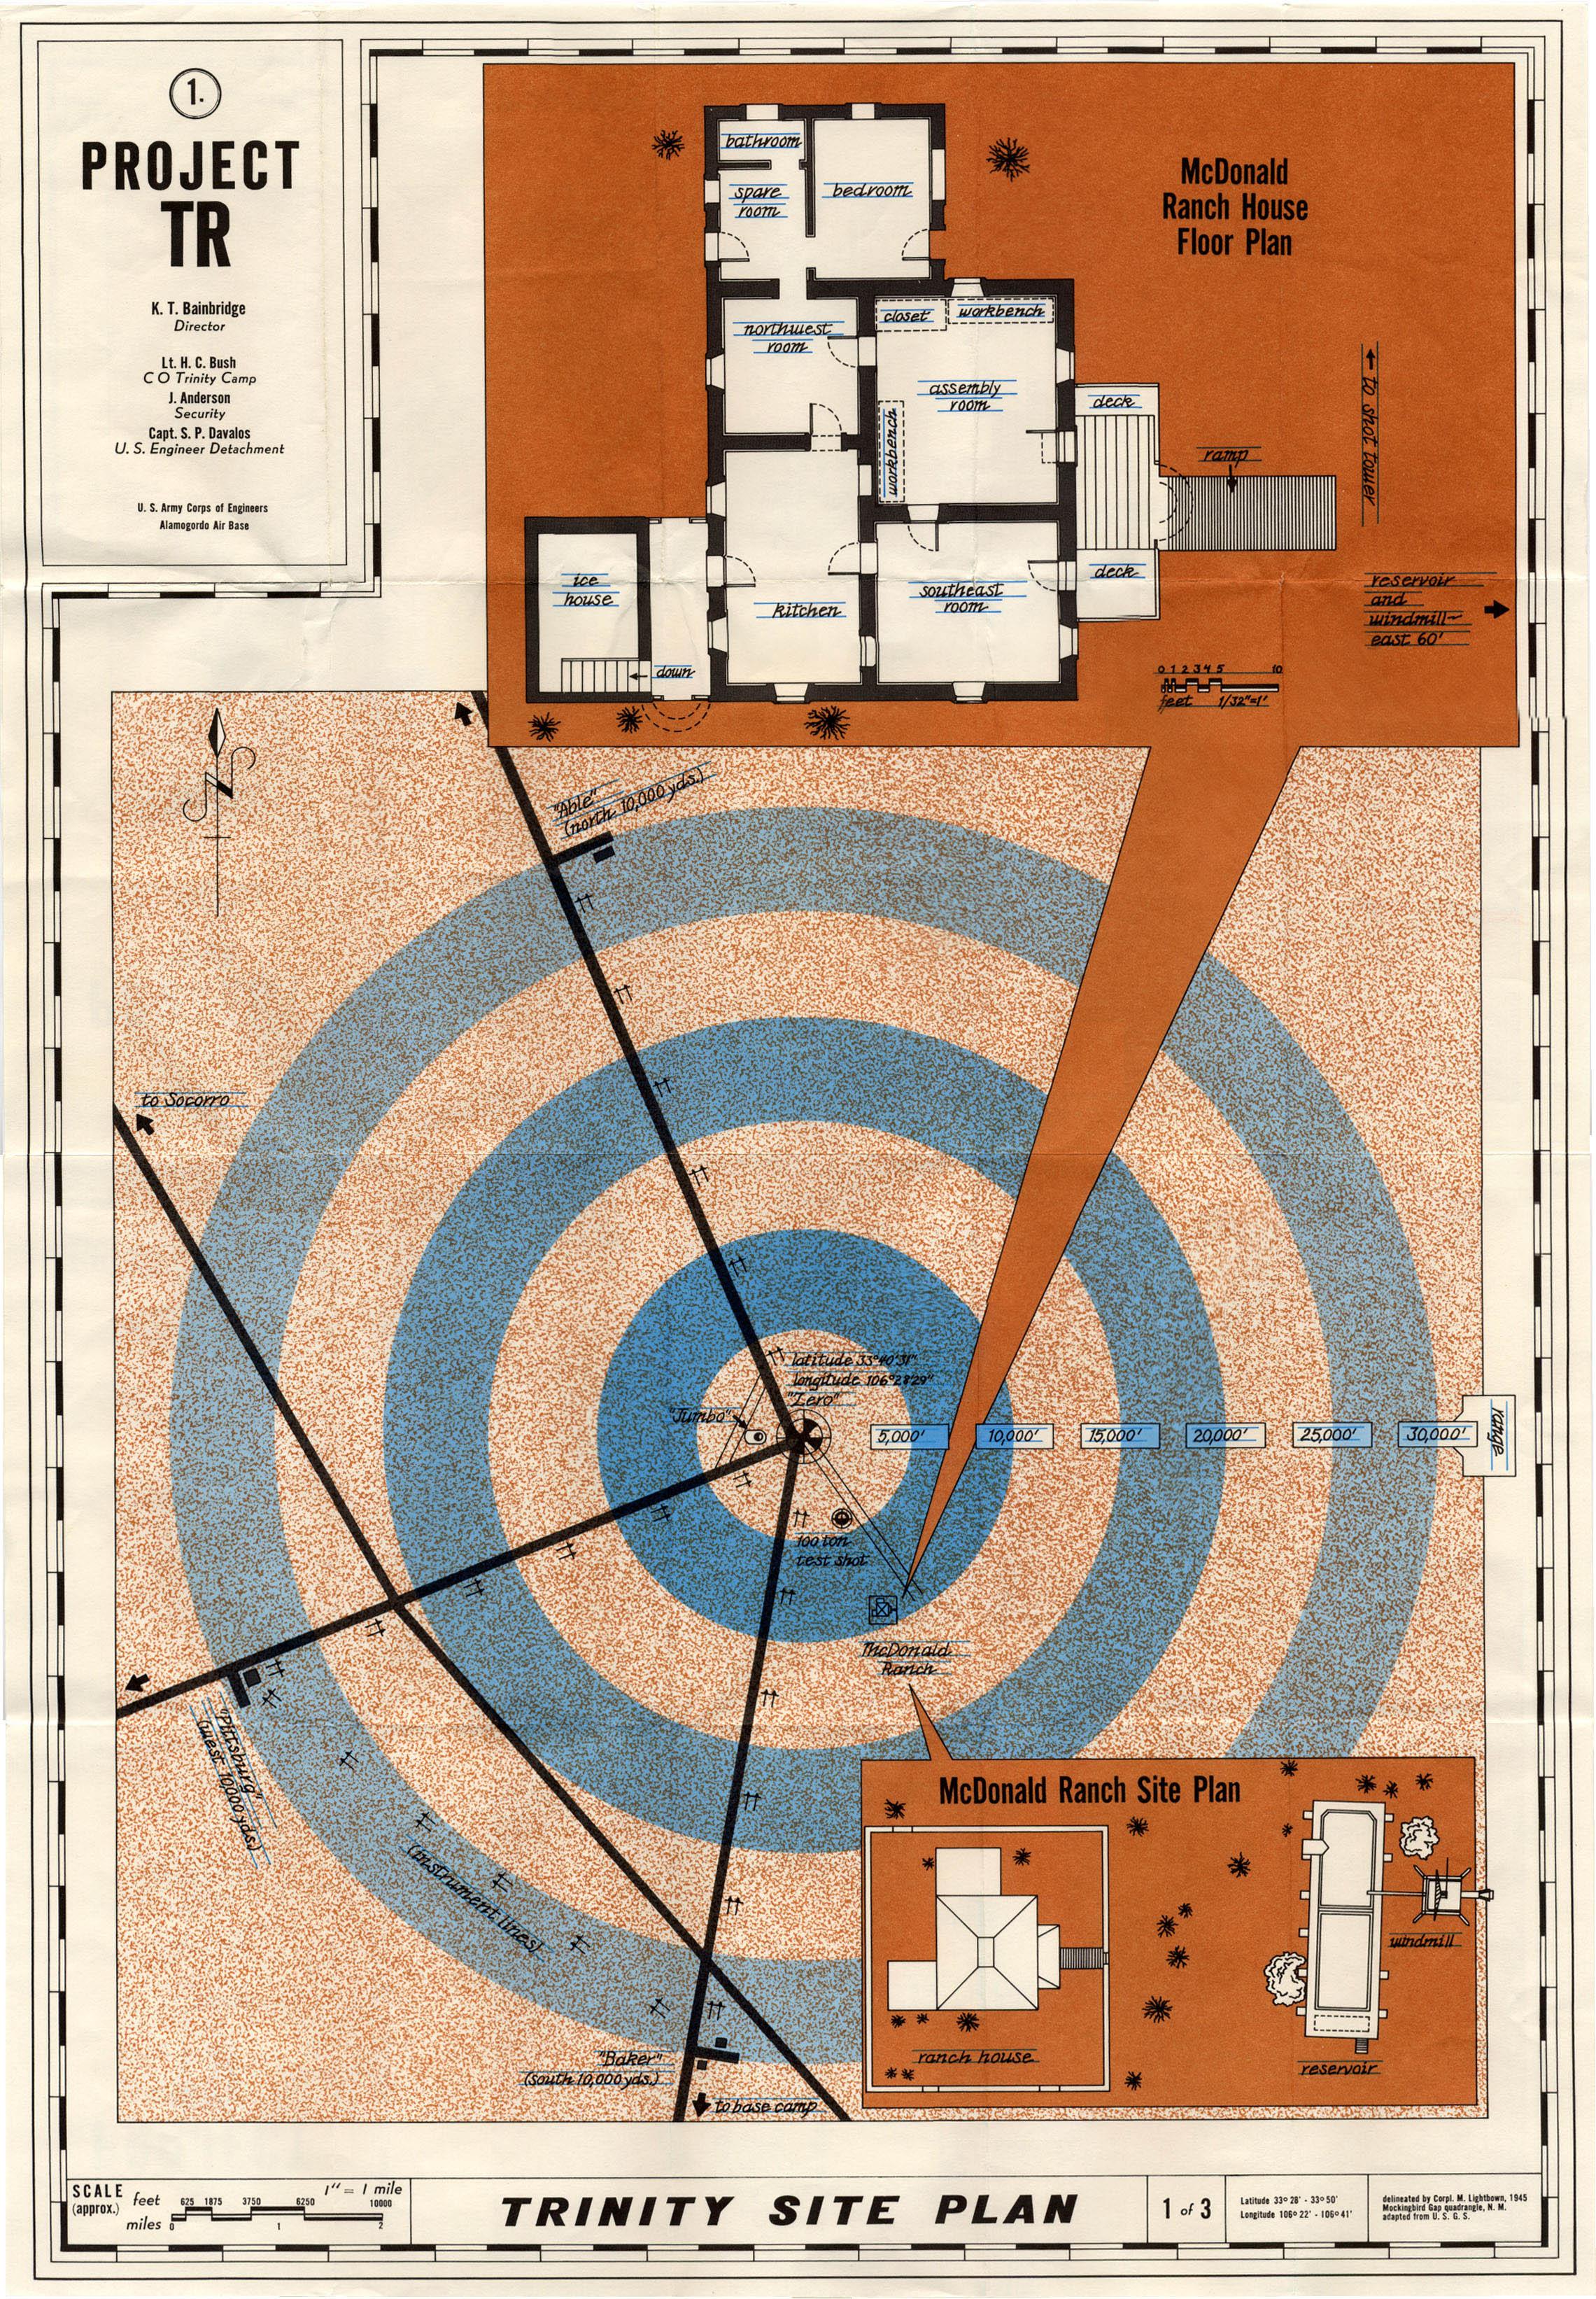 1.
PROJECT
TR
K. T. Bainbridge
Director
Lt. H. C. Bush
C O Trinity Camp
J. Anderson
Security
Capt. S. P. Davalos
U. S. Engineer Detachment
U. S. Army Corps of Engineers
Alamogordo Air Base
McDonald
Ranch House
Floor Plan
bathroom
spare
room
bedroom
northwest
room
closet
workbench
assembly
room
workbench
deck
ramp
to shot tower
ice
house
kitchen
southeast
room
deck
down
reservoir
and
windmill-
east 60'
0 1 2 3 4 5 10
feet 1/32"=1'
N
"Able"
(north 10,000 yds.)
to Socorro
latitude 33°40'31"
longitude 106°28'29"
"Zero"
"Jumbo"
5,000'
10,000'
15,000'
20,000'
25,000'
30,000'
range
100 ton
test shot
McDonald
Ranch
"Pittsburg"
(west 10,000 yds.)
(instrument lines)
"Baker"
(south 10,000 yds.)
to base camp
McDonald Ranch Site Plan
windmill
ranch house
reservoir
SCALE
(approx.)
1" = 1 mile
feet 625 1875 3750 6250 10000
miles 0 1 2
TRINITY SITE PLAN
1 of 3
Latitude 33° 28' - 33° 50'
Longitude 106° 22' - 106° 41'
delineated by Corpl. M. Lightbown, 1945
Mockingbird Gap quadrangle, N. M.
adapted from U. S. G. S.